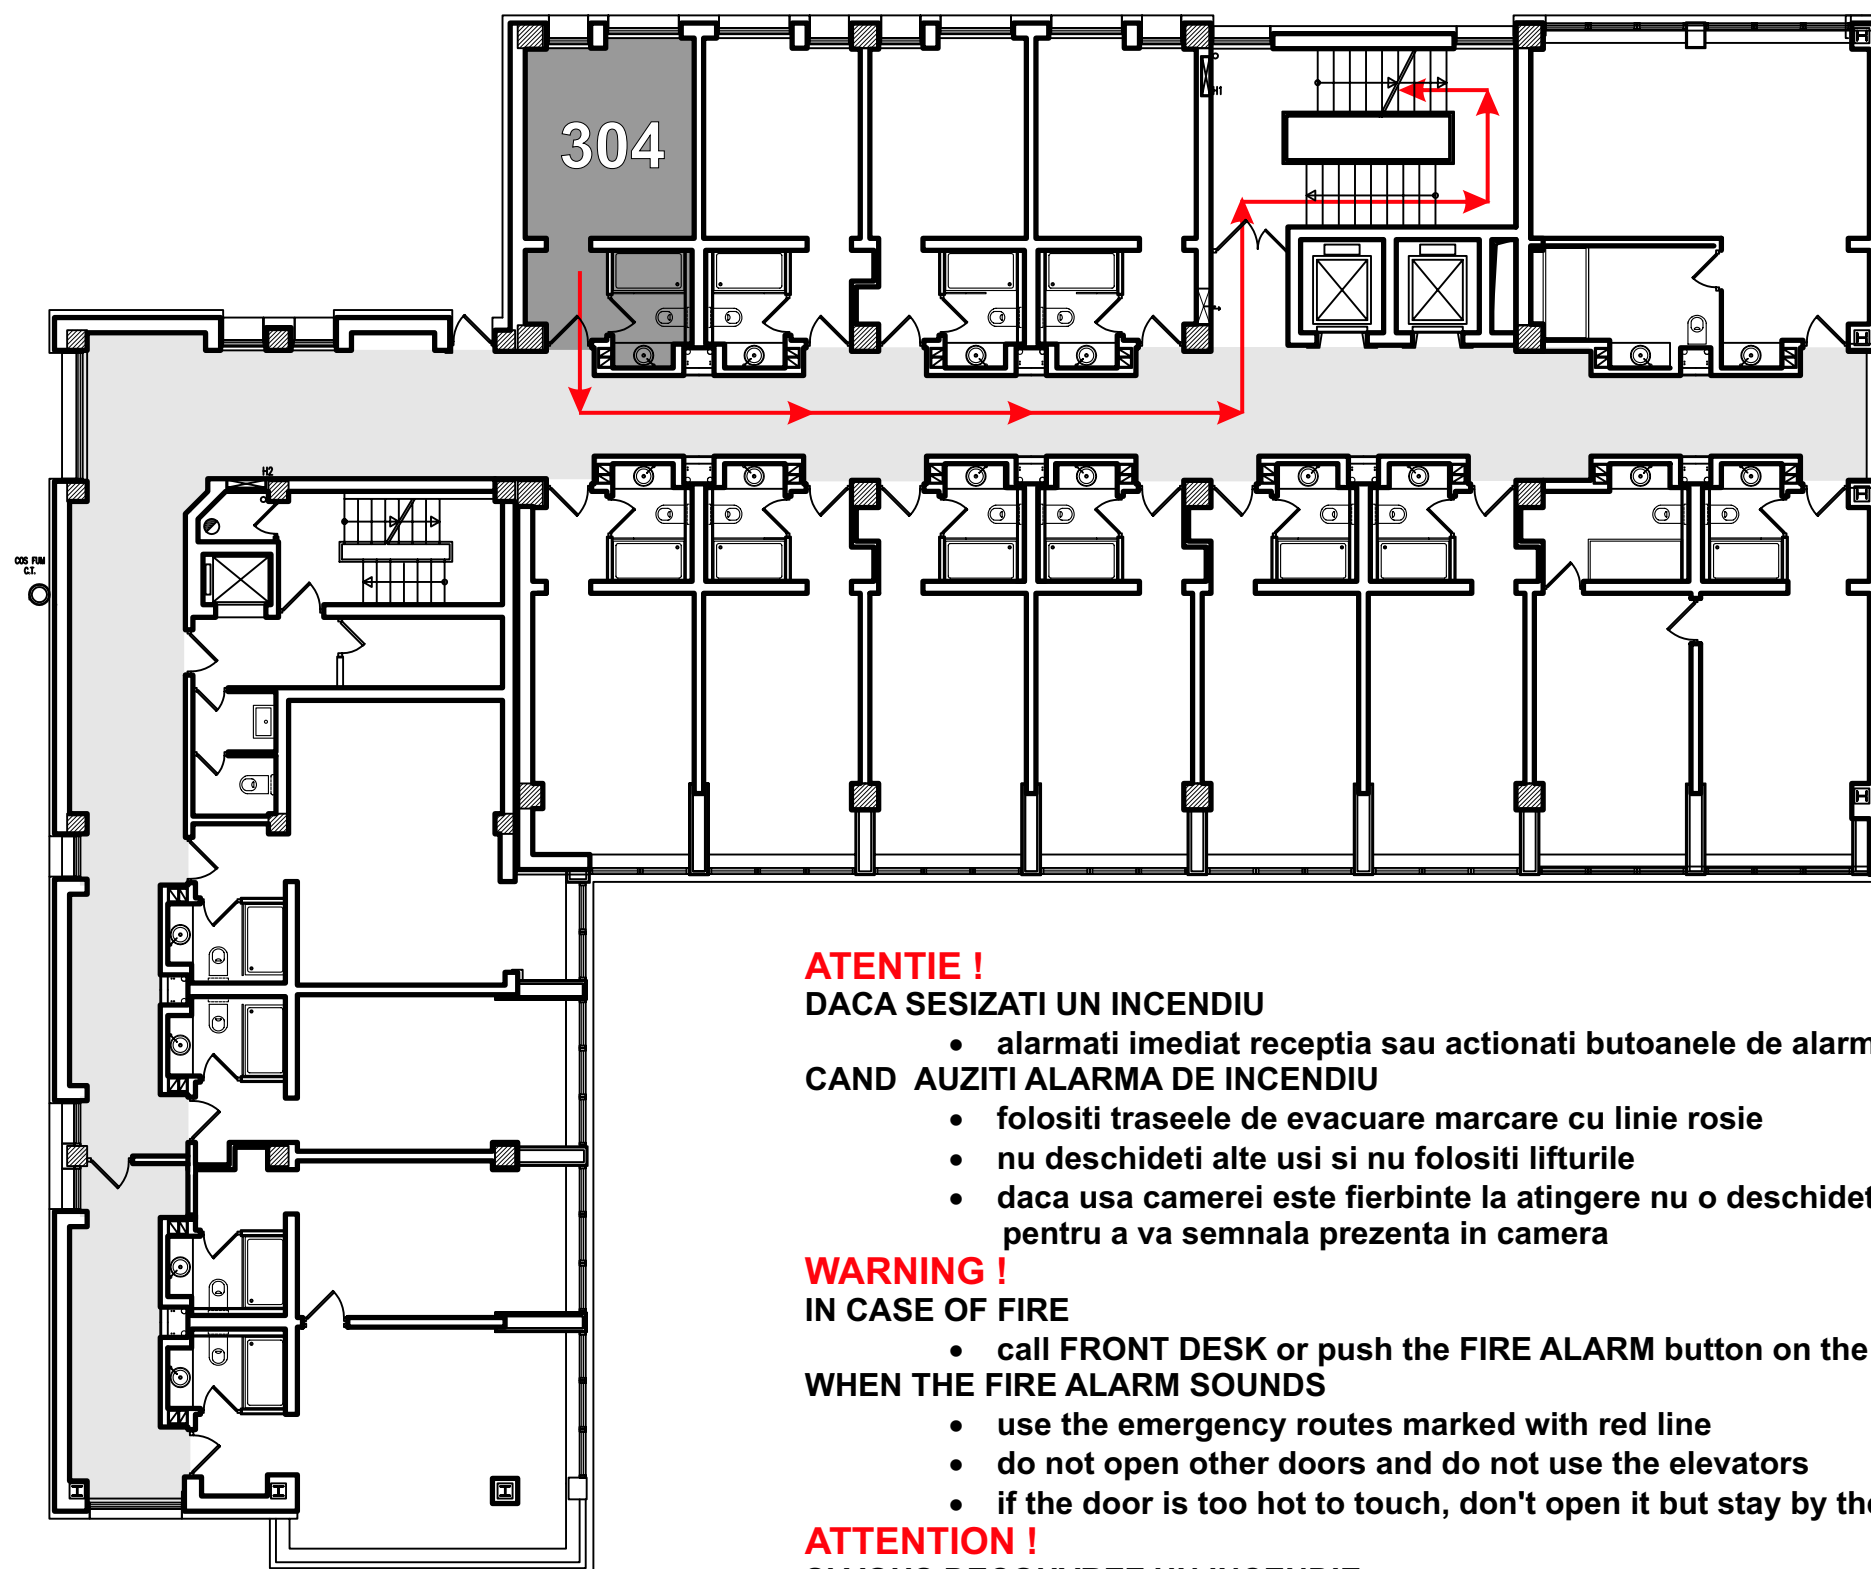 304
H1
H2
COS FUM
C.T.
ATENTIE !
DACA SESIZATI UN INCENDIU
• alarmati imediat receptia sau actionati butoanele de alarm
CAND AUZITI ALARMA DE INCENDIU
• folositi traseele de evacuare marcare cu linie rosie
• nu deschideti alte usi si nu folositi lifturile
• daca usa camerei este fierbinte la atingere nu o deschidet
pentru a va semnala prezenta in camera
WARNING !
IN CASE OF FIRE
• call FRONT DESK or push the FIRE ALARM button on the
WHEN THE FIRE ALARM SOUNDS
• use the emergency routes marked with red line
• do not open other doors and do not use the elevators
• if the door is too hot to touch, don't open it but stay by the
ATTENTION !